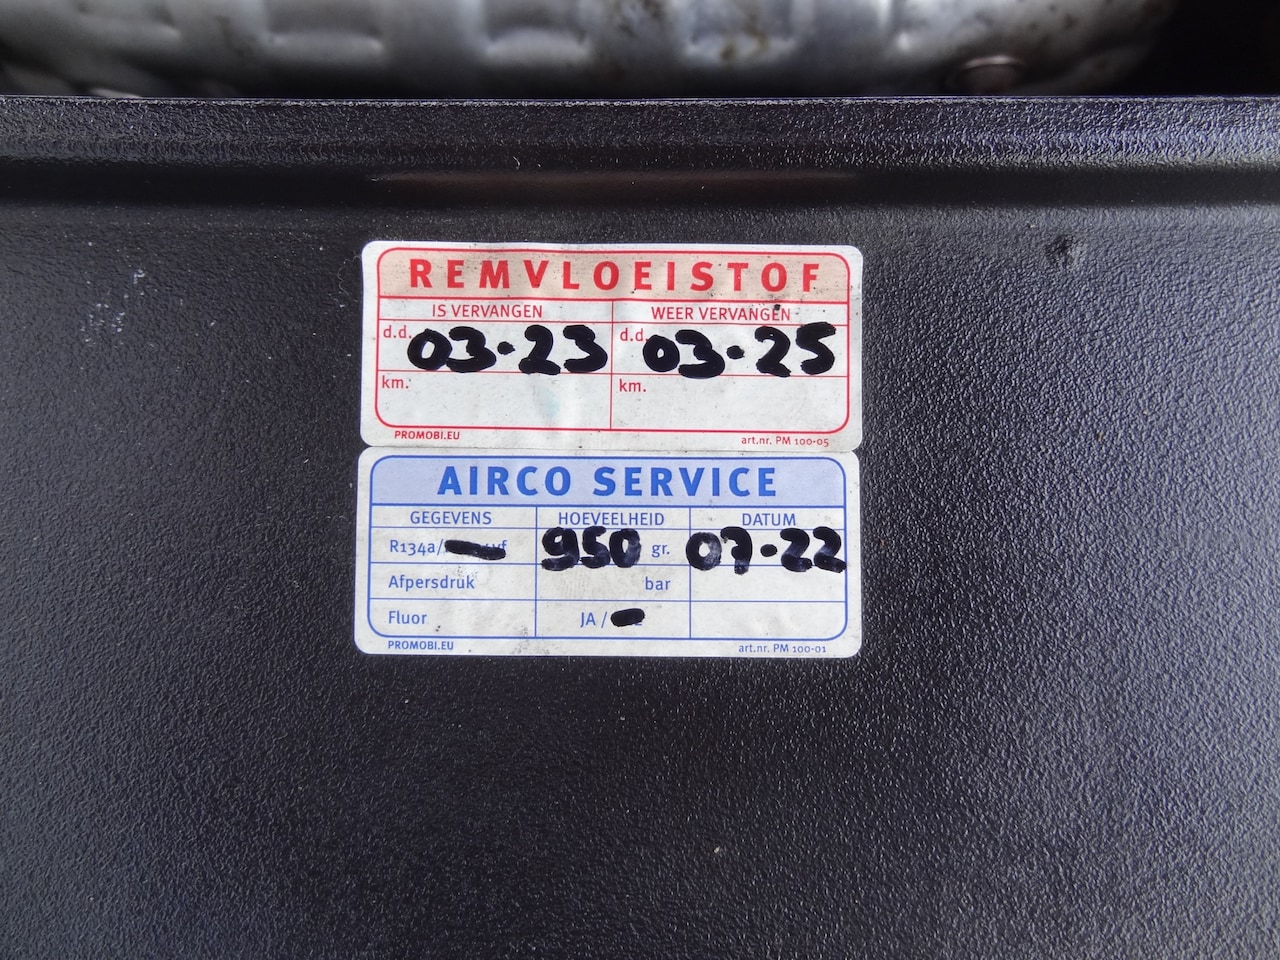 REMVLOEISTOF
IS VERVANGEN WEER VERVANGEN
d.d. 03.23 d.d. 03.25
km. km.
PROMOBI.EU art.nr. PM 100-05
AIRCO SERVICE
GEGEVENS HOEVEELHEID DATUM
R134a/ 950 gr. 07.22
Afpersdruk bar
Fluor JA /
PROMOBI.EU art.nr. PM 100-01